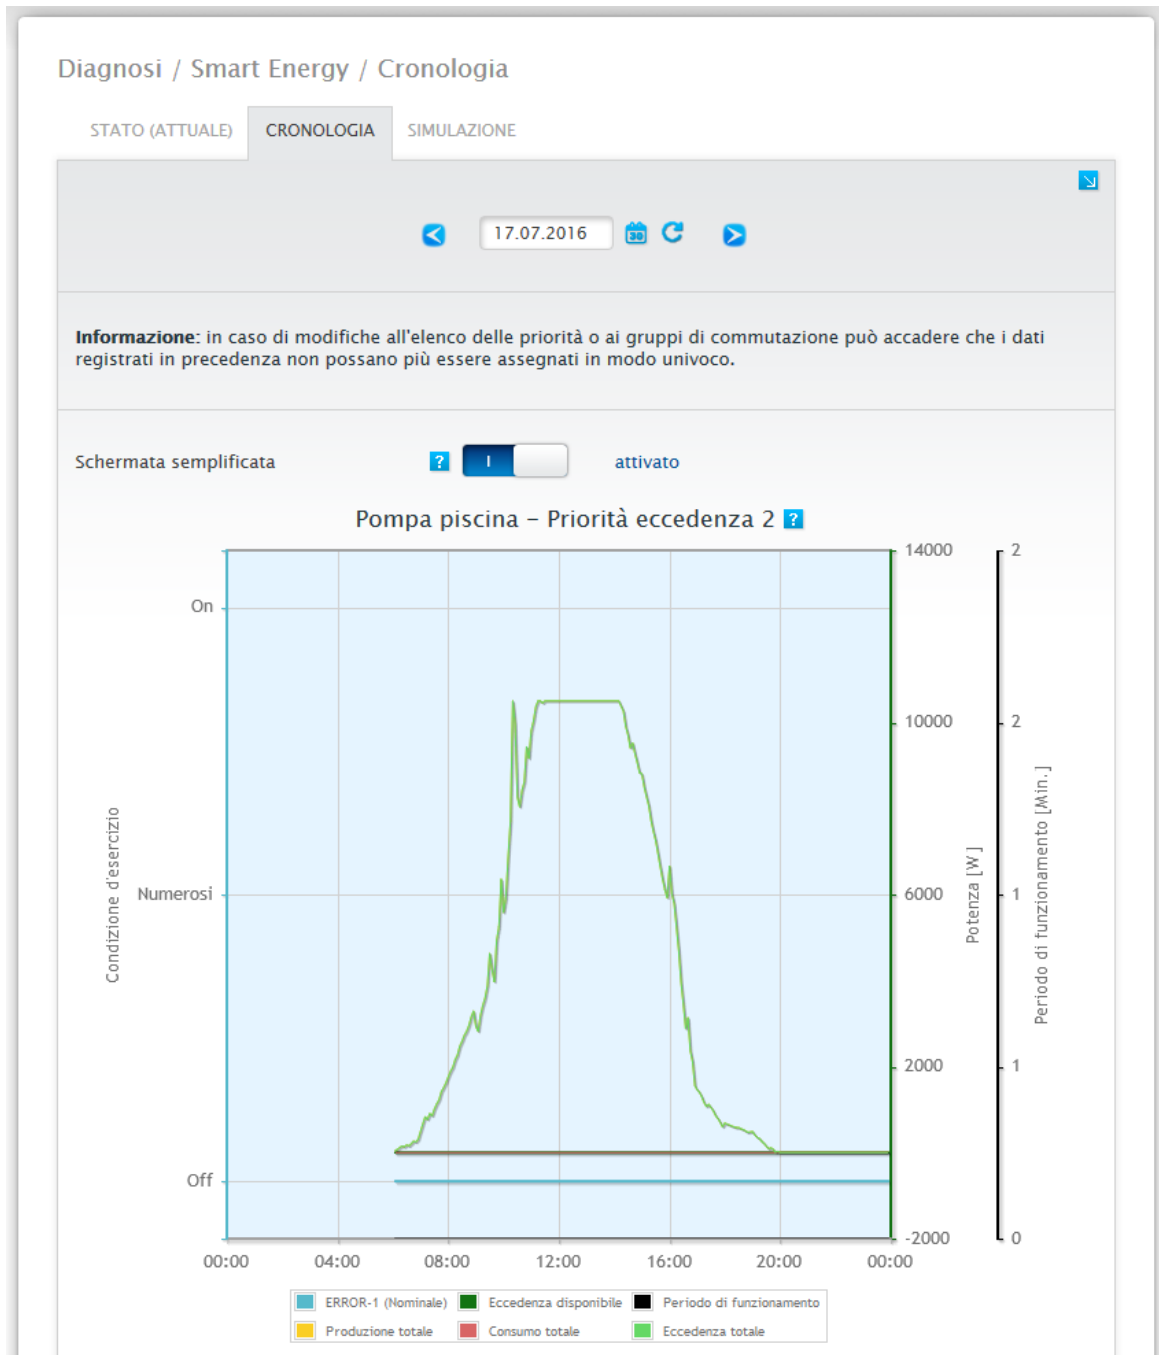 Diagnosi / Smart Energy / Cronologia
STATO (ATTUALE) CRONOLOGIA SIMULAZIONE
17.07.2016 30
Informazione: in caso di modifiche all'elenco delle priorità o ai gruppi di commutazione può accadere che i dati
registrati in precedenza non possano più essere assegnati in modo univoco.
Schermata semplificata ? I attivato
Pompa piscina – Priorità eccedenza 2 ?
Condizione d'esercizio
On
Numerosi
Off
14000
10000
6000
2000
-2000
Potenza [W]
2
2
1
1
0
Periodo di funzionamento [Min.]
00:00 04:00 08:00 12:00 16:00 20:00 00:00
ERROR-1 (Nominale) Eccedenza disponibile Periodo di funzionamento
Produzione totale Consumo totale Eccedenza totale